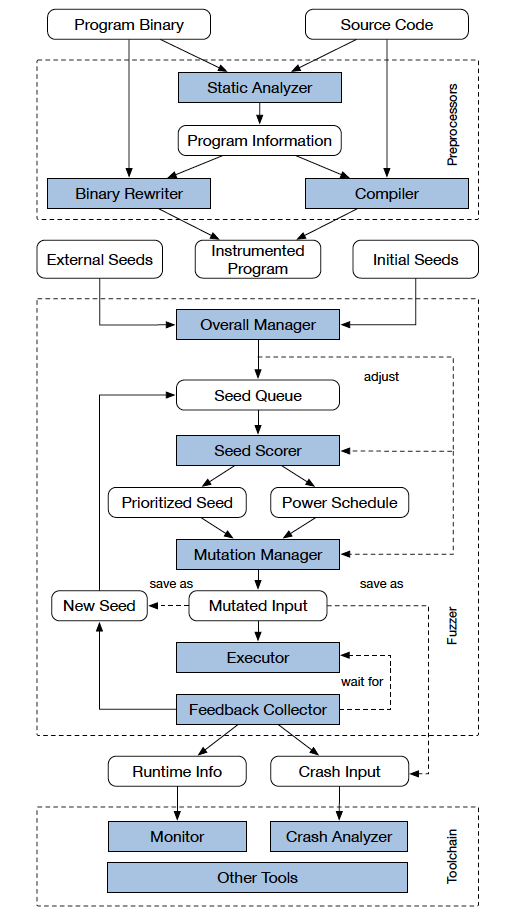 Program Binary
Source Code
Static Analyzer
Program Information
Preprocessors
Binary Rewriter
Compiler
External Seeds
Instrumented
Program
Initial Seeds
Overall Manager
adjust
Seed Queue
Seed Scorer
Prioritized Seed
Power Schedule
Mutation Manager
save as
save as
New Seed
Mutated Input
Fuzzer
Executor
wait for
Feedback Collector
Runtime Info
Crash Input
Monitor
Crash Analyzer
Toolchain
Other Tools